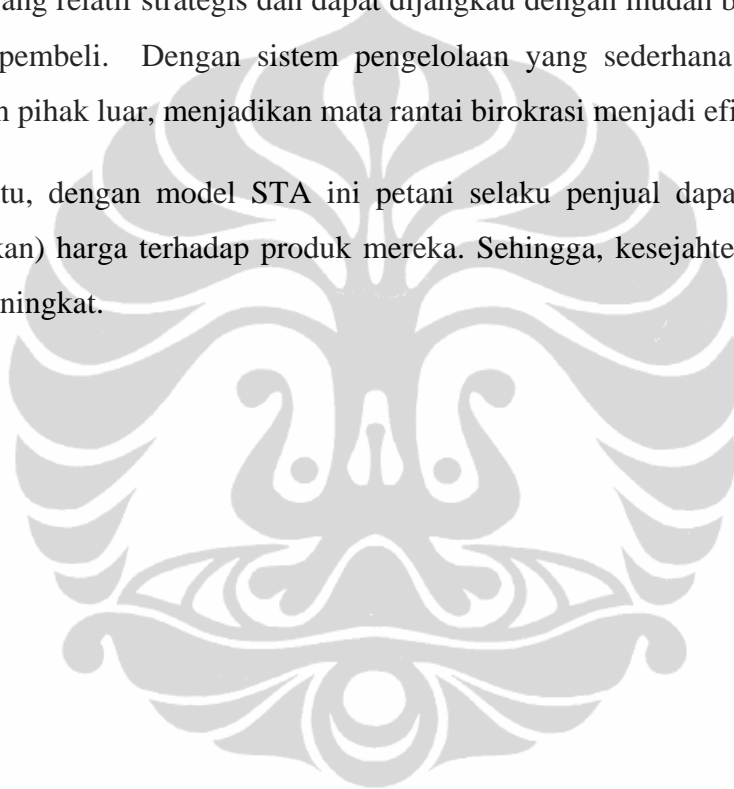 ang relatif strategis dan dapat dijangkau dengan mudah b
pembeli. Dengan sistem pengelolaan yang sederhana
n pihak luar, menjadikan mata rantai birokrasi menjadi efi
tu, dengan model STA ini petani selaku penjual dapa
kan) harga terhadap produk mereka. Sehingga, kesejahte
ningkat.